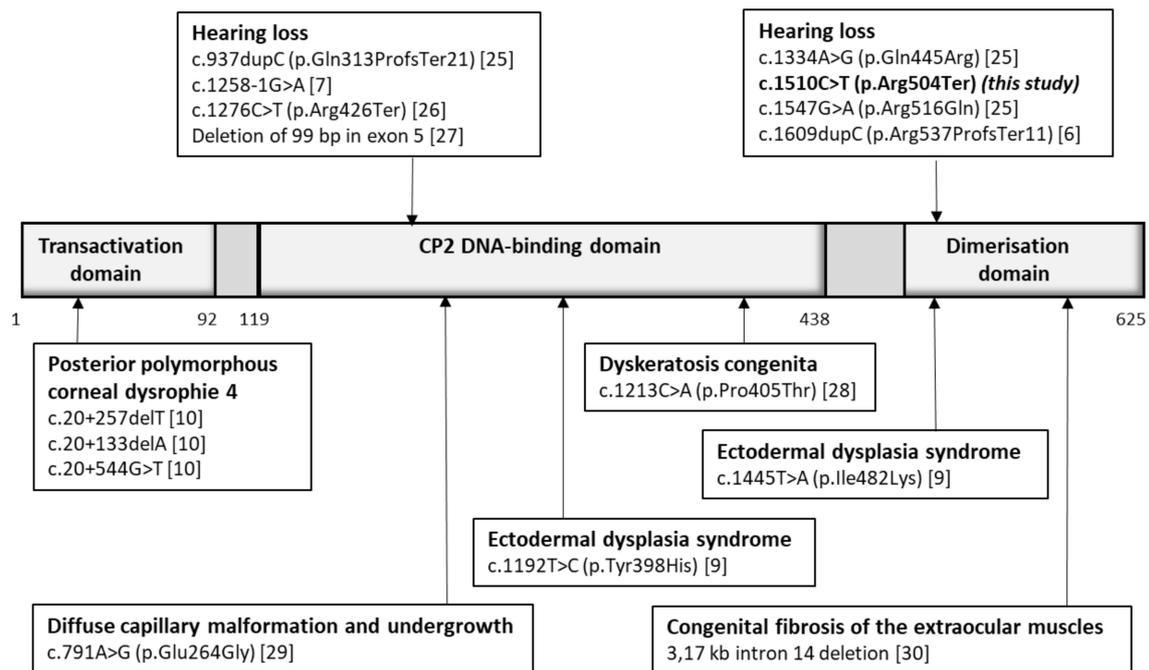 Hearing loss
c.937dupC (p.Gln313ProfsTer21) [25]
c.1258-1G>A [7]
c.1276C>T (p.Arg426Ter) [26]
Deletion of 99 bp in exon 5 [27]
Hearing loss
c.1334A>G (p.Gln445Arg) [25]
c.1510C>T (p.Arg504Ter) (this study)
c.1547G>A (p.Arg516Gln) [25]
c.1609dupC (p.Arg537ProfsTer11) [6]
Transactivation
domain
CP2 DNA-binding domain
Dimerisation
domain
1
92
119
438
625
Posterior polymorphous
corneal dysrophie 4
c.20+257delT [10]
c.20+133delA [10]
c.20+544G>T [10]
Dyskeratosis congenita
c.1213C>A (p.Pro405Thr) [28]
Ectodermal dysplasia syndrome
c.1445T>A (p.Ile482Lys) [9]
Ectodermal dysplasia syndrome
c.1192T>C (p.Tyr398His) [9]
Diffuse capillary malformation and undergrowth
c.791A>G (p.Glu264Gly) [29]
Congenital fibrosis of the extraocular muscles
3,17 kb intron 14 deletion [30]